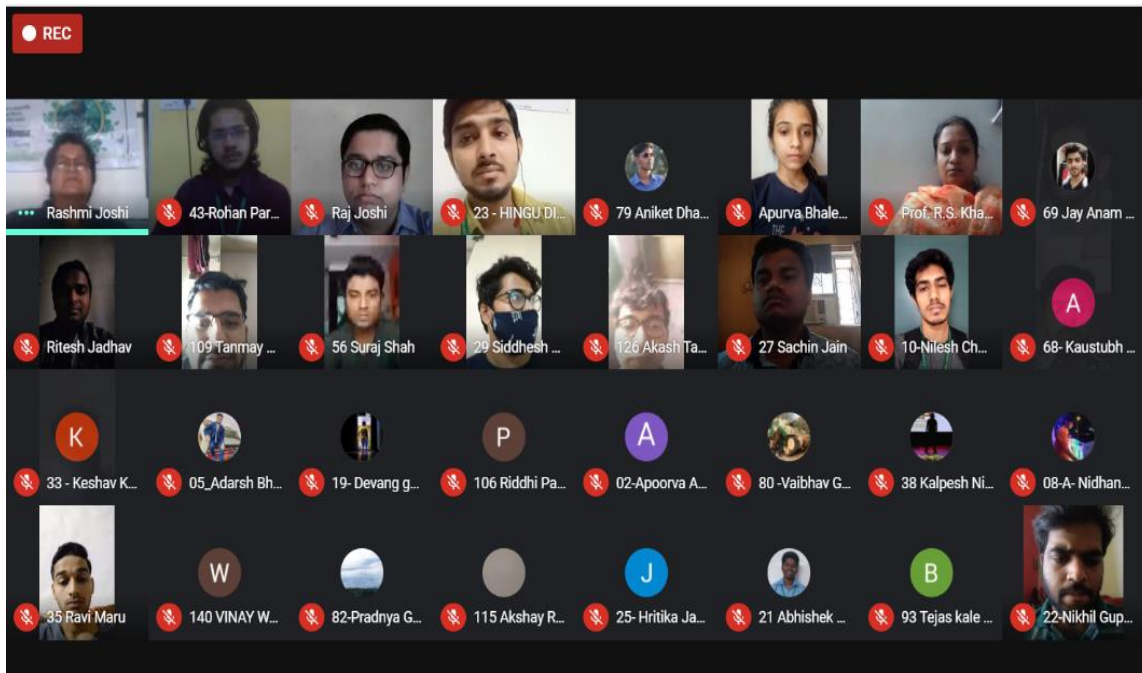 REC
Rashmi Joshi
43-Rohan Par...
Raj Joshi
23 - HINGU DI...
79 Aniket Dha...
Apurva Bhale...
THE
Prof. R.S. Kha...
69 Jay Anam ...
Ritesh Jadhav
109 Tanmay ...
56 Suraj Shah
29 Siddhesh ...
126 Akash Ta...
27 Sachin Jain
10-Nilesh Ch...
A
68- Kaustubh ...
K
33 - Keshav K...
05_Adarsh Bh...
19- Devang g...
P
106 Riddhi Pa...
A
02-Apoorva A...
80 -Vaibhav G...
38 Kalpesh Ni...
08-A- Nidhan...
35 Ravi Maru
W
140 VINAY W...
82-Pradnya G...
115 Akshay R...
J
25- Hritika Ja...
21 Abhishek ...
B
93 Tejas kale ...
22-Nikhil Gup...